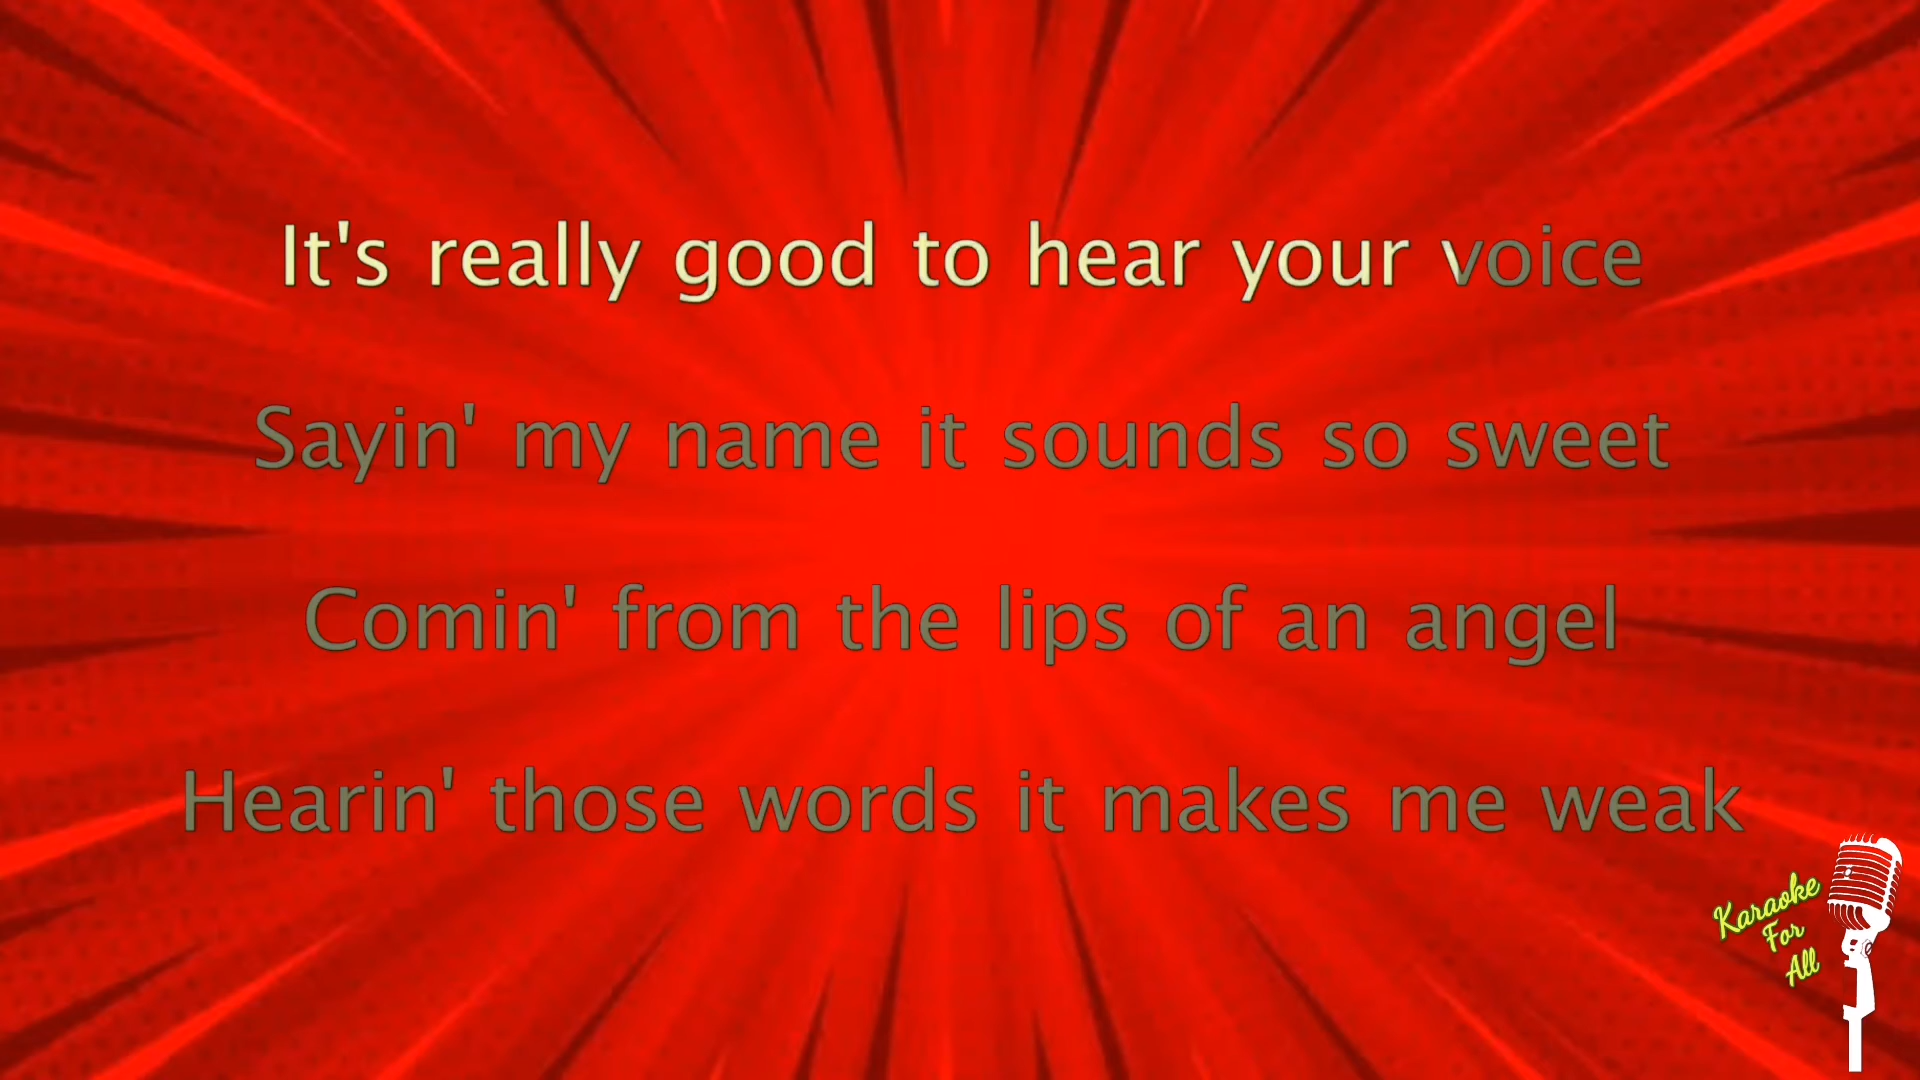 It's really good to hear your voice
Sayin' my name it sounds so sweet
Comin' from the lips of an angel
Hearin' those words it makes me weak
Karaoke
For
All